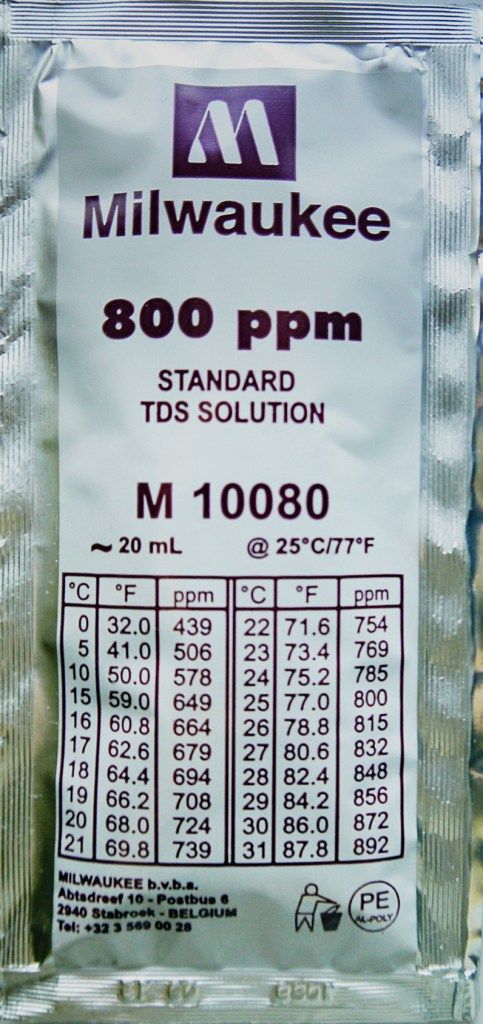 M
Milwaukee
800 ppm
STANDARD
TDS SOLUTION
M 10080
~ 20 mL @ 25°C/77°F
°C °F ppm °C °F ppm
0 32.0 439 22 71.6 754
5 41.0 506 23 73.4 769
10 50.0 578 24 75.2 785
15 59.0 649 25 77.0 800
16 60.8 664 26 78.8 815
17 62.6 679 27 80.6 832
18 64.4 694 28 82.4 848
19 66.2 708 29 84.2 856
20 68.0 724 30 86.0 872
21 69.8 739 31 87.8 892
MILWAUKEE b.v.b.a.
Abtsdreef 10 - Postbus 6
2940 Stabroek - BELGIUM
Tel: +32 3 569 00 28
PE
AL-POLY